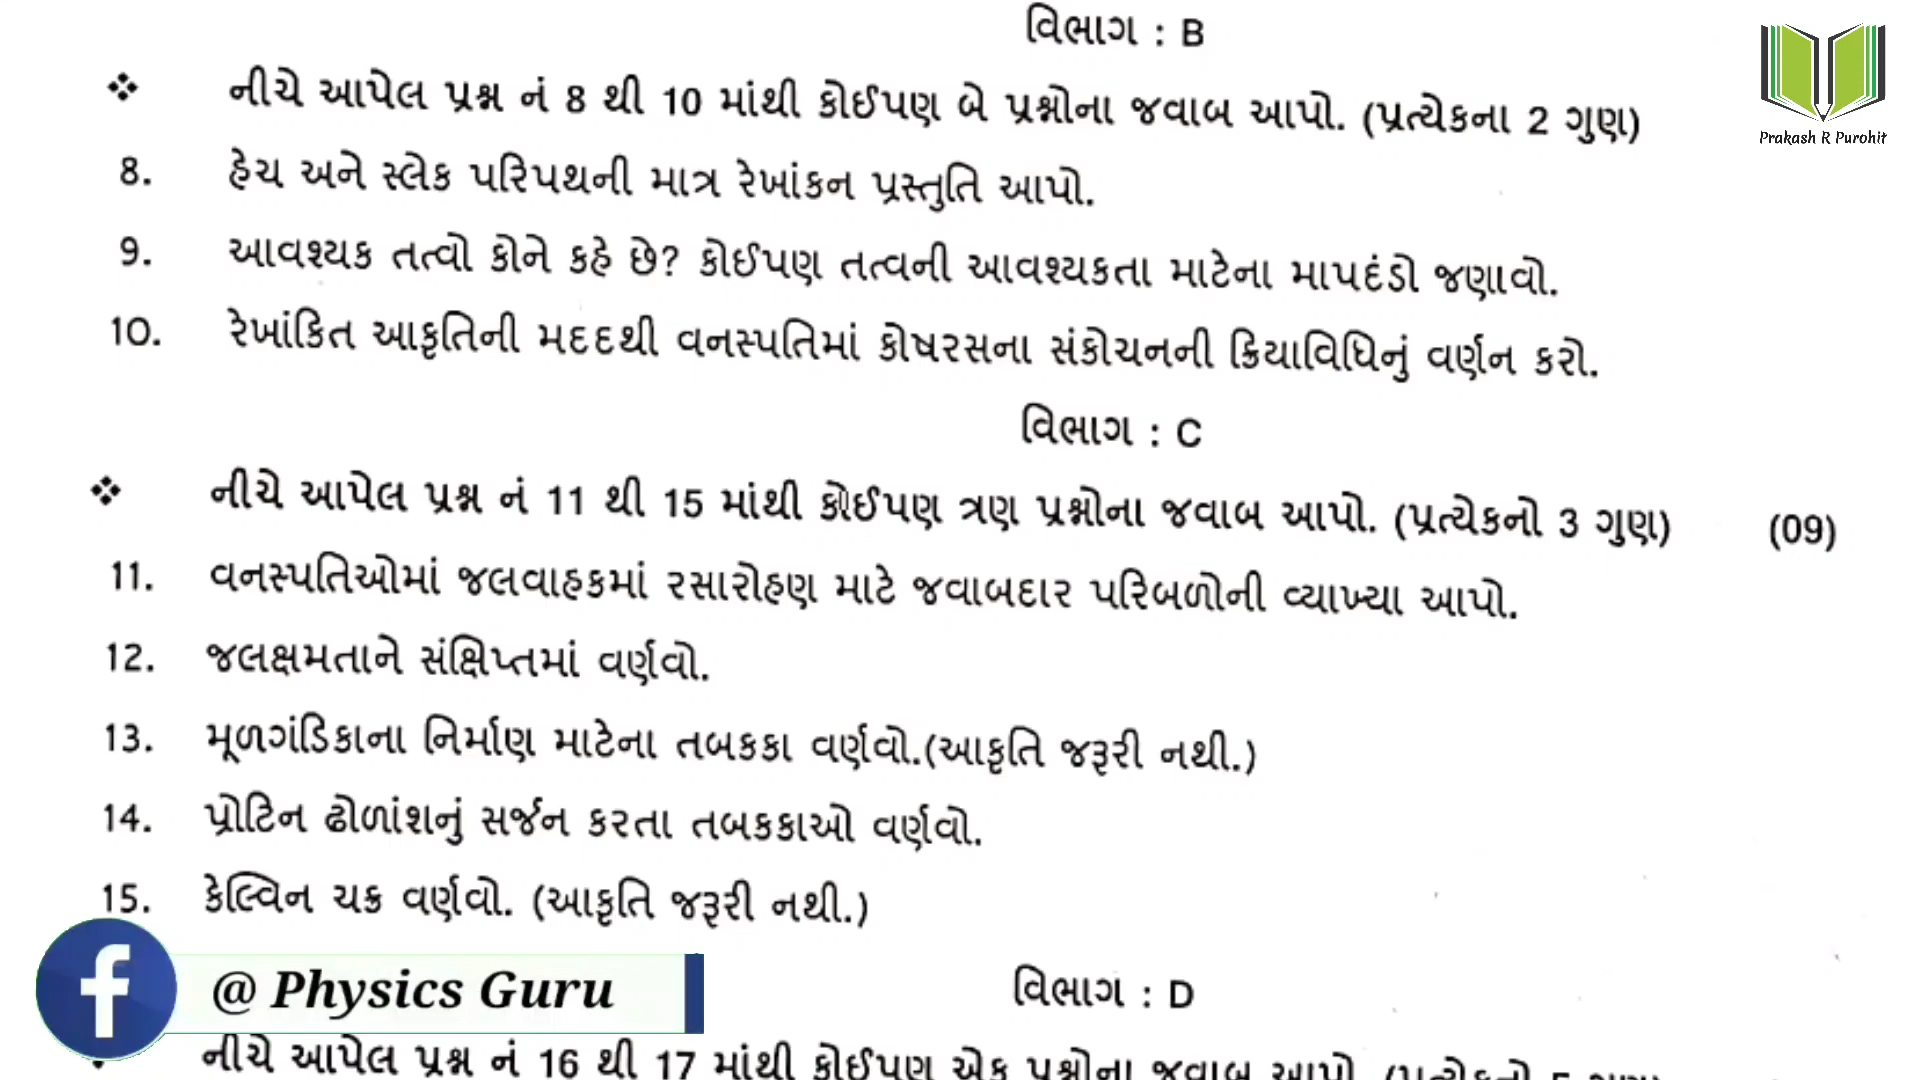 વિભાગ : B
Prakash R Purohit
❖ નીચે આપેલ પ્રશ્ન નં 8 થી 10 માંથી કોઈપણ બે પ્રશ્નોના જવાબ આપો. (પ્રત્યેકના 2 ગુણ)
8. હેચ અને સ્લેક પરિપથની માત્ર રેખાંકન પ્રસ્તુતિ આપો.
9. આવશ્યક તત્વો કોને કહે છે? કોઈપણ તત્વની આવશ્યકતા માટેના માપદંડો જણાવો.
10. રેખાંકિત આકૃતિની મદદથી વનસ્પતિમાં કોષરસના સંકોચનની ક્રિયાવિધિનું વર્ણન કરો.
વિભાગ : C
❖ નીચે આપેલ પ્રશ્ન નં 11 થી 15 માંથી કોઈપણ ત્રણ પ્રશ્નોના જવાબ આપો. (પ્રત્યેકનો 3 ગુણ) (09)
11. વનસ્પતિઓમાં જલવાહકમાં રસારોહણ માટે જવાબદાર પરિબળોની વ્યાખ્યા આપો.
12. જલક્ષમતાને સંક્ષિપ્તમાં વર્ણવો.
13. મૂળગંડિકાના નિર્માણ માટેના તબકકા વર્ણવો.(આકૃતિ જરૂરી નથી.)
14. પ્રોટિન ઢોળાંશનું સર્જન કરતા તબકકાઓ વર્ણવો.
15. કેલ્વિન ચક્ર વર્ણવો. (આકૃતિ જરૂરી નથી.)
@ Physics Guru
વિભાગ : D
નીચે આપેલ પ્રશ્ન નં 16 થી 17 માંથી કોઈપણ એક પ્રશ્નોના જવાબ આપો. (પ્રત્યેકનો 5 ગુણ)